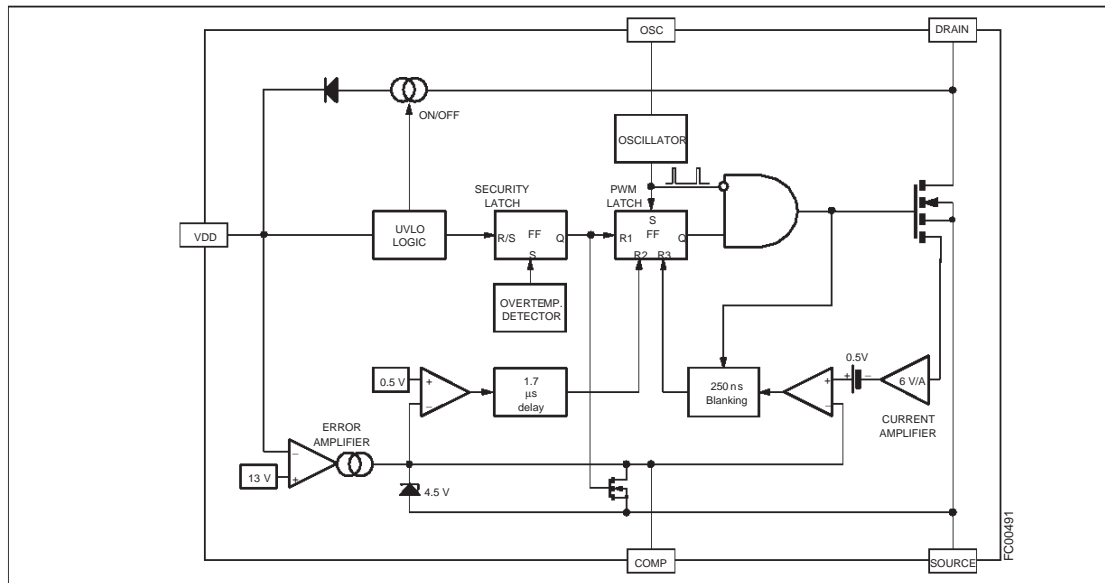 OSC
DRAIN
ON/OFF
OSCILLATOR
SECURITY
LATCH
PWM
LATCH
VDD
UVLO
LOGIC
R/S
FF
Q
S
S
FF
R1
Q
R2 R3
OVERTEMP.
DETECTOR
0.5 V
+
–
1.7
μs
delay
250 ns
Blanking
+
–
0.5V
+
–
6 V/A
CURRENT
AMPLIFIER
ERROR
AMPLIFIER
–
+
13 V
4.5 V
COMP
SOURCE
FC00491